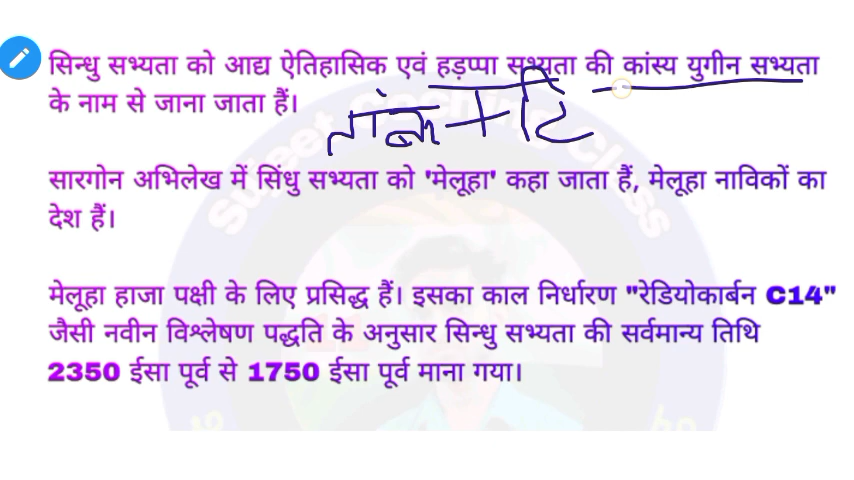 सिन्धु सभ्यता को आद्य ऐतिहासिक एवं हड़प्पा सभ्यता की कांस्य युगीन सभ्यता
के नाम से जाना जाता हैं।
तांबा + टि
सारगोन अभिलेख में सिंधु सभ्यता को 'मेलूहा' कहा जाता हैं, मेलूहा नाविकों का
देश हैं।
मेलूहा हाजा पक्षी के लिए प्रसिद्ध हैं। इसका काल निर्धारण "रेडियोकार्बन C14"
जैसी नवीन विश्लेषण पद्धति के अनुसार सिन्धु सभ्यता की सर्वमान्य तिथि
2350 ईसा पूर्व से 1750 ईसा पूर्व माना गया।